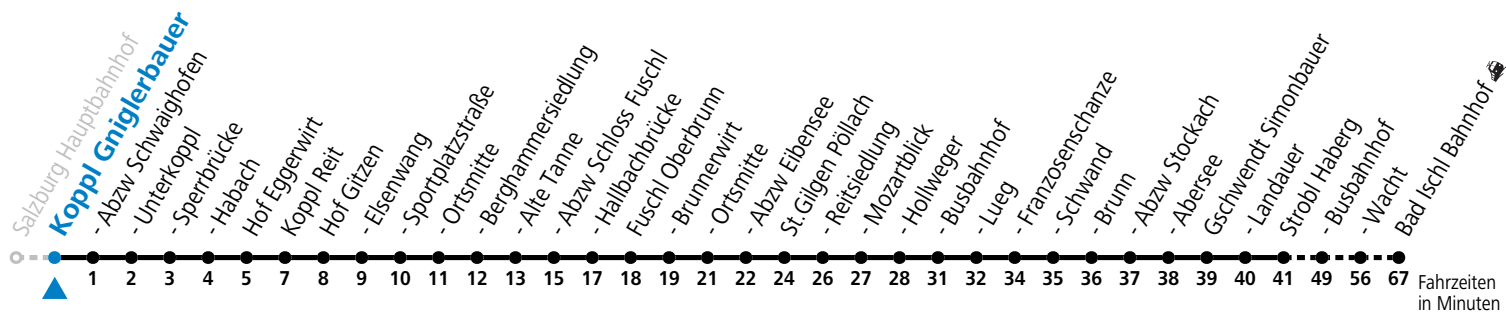 Salzburg Hauptbahnhof
Koppl Gniglerbauer
- Abzw Schwaighofen
- Unterkoppl
- Sperrbrücke
- Habach
Hof Eggerwirt
Koppl Reit
Hof Gitzen
- Elsenwang
- Sportplatzstraße
- Ortsmitte
- Berghammersiedlung
- Alte Tanne
- Abzw Schloss Fuschl
- Hallbachbrücke
Fuschl Oberbrunn
- Brunnerwirt
- Ortsmitte
- Abzw Eibensee
St.Gilgen Pöllach
- Reitsiedlung
- Mozartblick
- Hollweger
- Busbahnhof
- Lueg
- Franzosenschanze
- Schwand
- Brunn
- Abzw Stockach
- Abersee
Gschwendt Simonbauer
- Landauer
Strobl Haberg
- Busbahnhof
- Wacht
Bad Ischl Bahnhof
1 2 3 4 5 7 8 9 10 11 12 13 15 17 18 19 21 22 24 26 27 28 31 32 34 35 36 37 38 39 40 41 49 56 67
Fahrzeiten
in Minuten